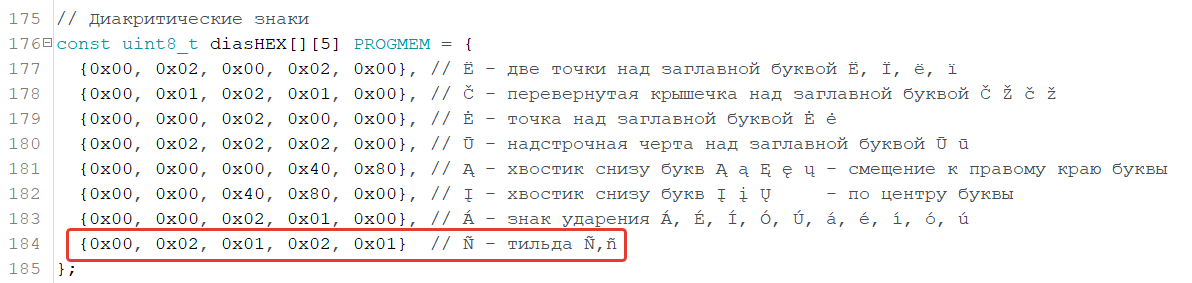 175 // Диакритические знаки
176 const uint8_t diasHEX[][5] PROGMEM = {
177 {0x00, 0x02, 0x00, 0x02, 0x00}, // Ё - две точки над заглавной буквой Ё, Ï, ё, ï
178 {0x00, 0x01, 0x02, 0x01, 0x00}, // Č - перевернутая крышечка над заглавной буквой Č Ž č ž
179 {0x00, 0x00, 0x02, 0x00, 0x00}, // Ė - точка над заглавной буквой Ė ė
180 {0x00, 0x02, 0x02, 0x02, 0x00}, // Ū - надстрочная черта над заглавной буквой Ū ū
181 {0x00, 0x00, 0x00, 0x40, 0x80}, // Ą - хвостик снизу букв Ą ą Ę ę ų - смещение к правому краю буквы
182 {0x00, 0x00, 0x40, 0x80, 0x00}, // Į - хвостик снизу букв Į į Ų - по центру буквы
183 {0x00, 0x00, 0x02, 0x01, 0x00}, // Á - знак ударения Á, É, Í, Ó, Ú, á, é, í, ó, ú
184 {0x00, 0x02, 0x01, 0x02, 0x01} // Ñ - тильда Ñ,ñ
185 };